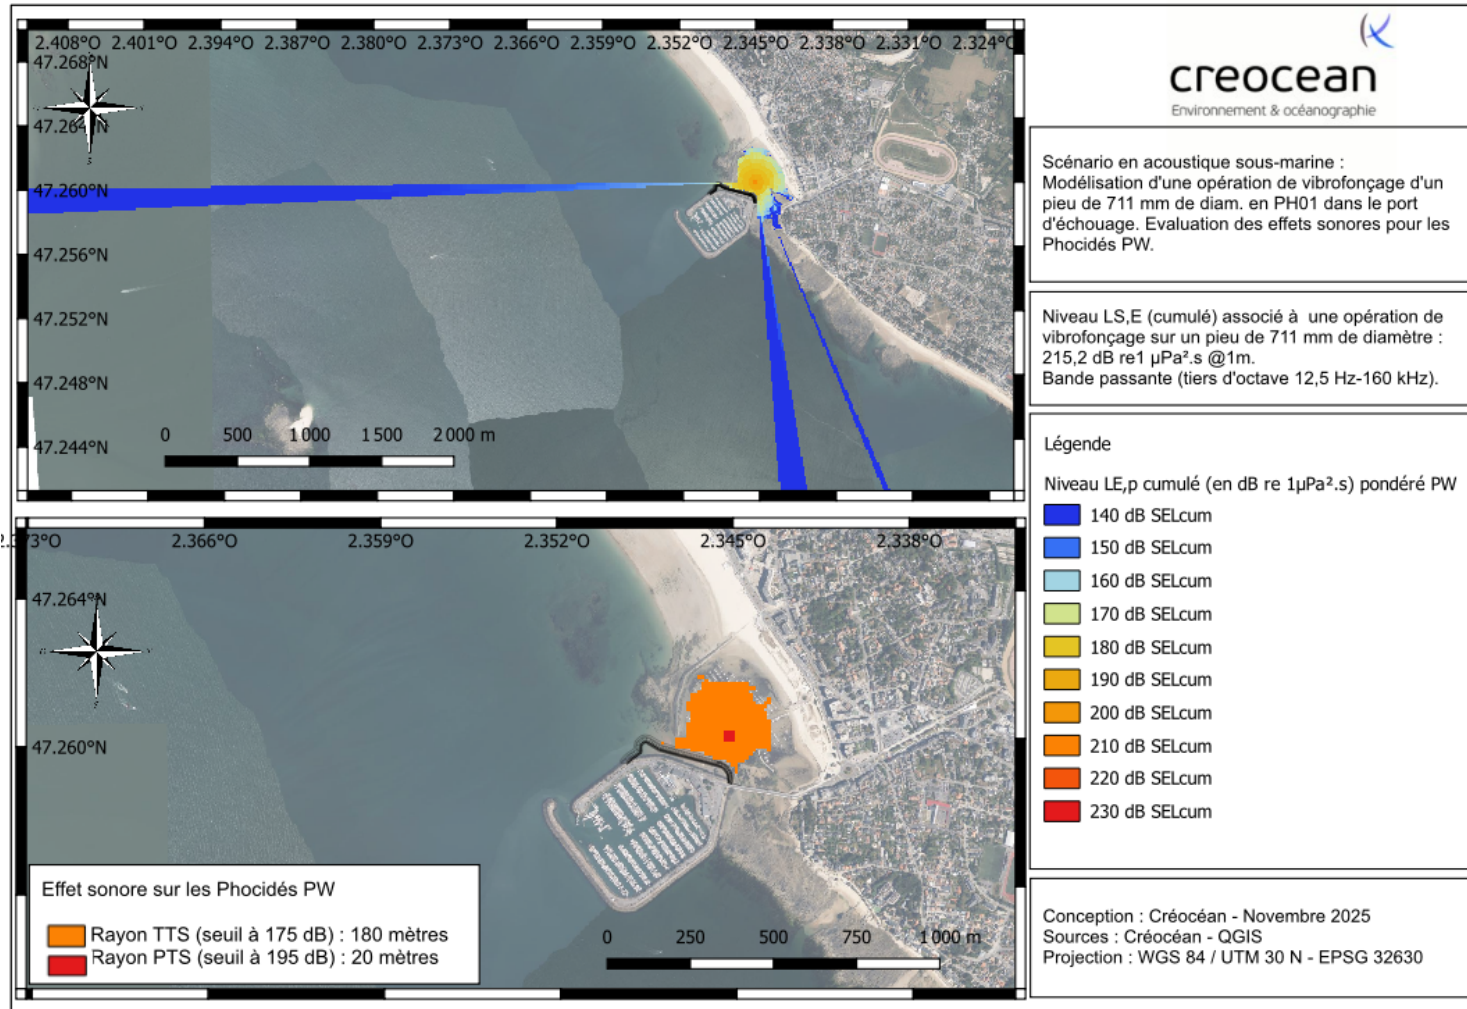 2.408°O 2.401°O 2.394°O 2.387°O 2.380°O 2.373°O 2.366°O 2.359°O 2.352°O 2.345°O 2.338°O 2.331°O 2.324°O
47.268°N
47.264°N
47.260°N
47.256°N
47.252°N
47.248°N
47.244°N
0 500 1 000 1 500 2 000 m
creocean
Environnement & océanographie
Scénario en acoustique sous-marine :
Modélisation d'une opération de vibrofonçage d'un
pieu de 711 mm de diam. en PH01 dans le port
d'échouage. Evaluation des effets sonores pour les
Phocidés PW.
Niveau LS,E (cumulé) associé à une opération de
vibrofonçage sur un pieu de 711 mm de diamètre :
215,2 dB re1 µPa².s @1m.
Bande passante (tiers d'octave 12,5 Hz-160 kHz).
Légende
Niveau LE,p cumulé (en dB re 1µPa².s) pondéré PW
140 dB SELcum
150 dB SELcum
160 dB SELcum
170 dB SELcum
180 dB SELcum
190 dB SELcum
200 dB SELcum
210 dB SELcum
220 dB SELcum
230 dB SELcum
2.373°O 2.366°O 2.359°O 2.352°O 2.345°O 2.338°O
47.264°N
47.260°N
Effet sonore sur les Phocidés PW
Rayon TTS (seuil à 175 dB) : 180 mètres
Rayon PTS (seuil à 195 dB) : 20 mètres
0 250 500 750 1 000 m
Conception : Créocéan - Novembre 2025
Sources : Créocéan - QGIS
Projection : WGS 84 / UTM 30 N - EPSG 32630